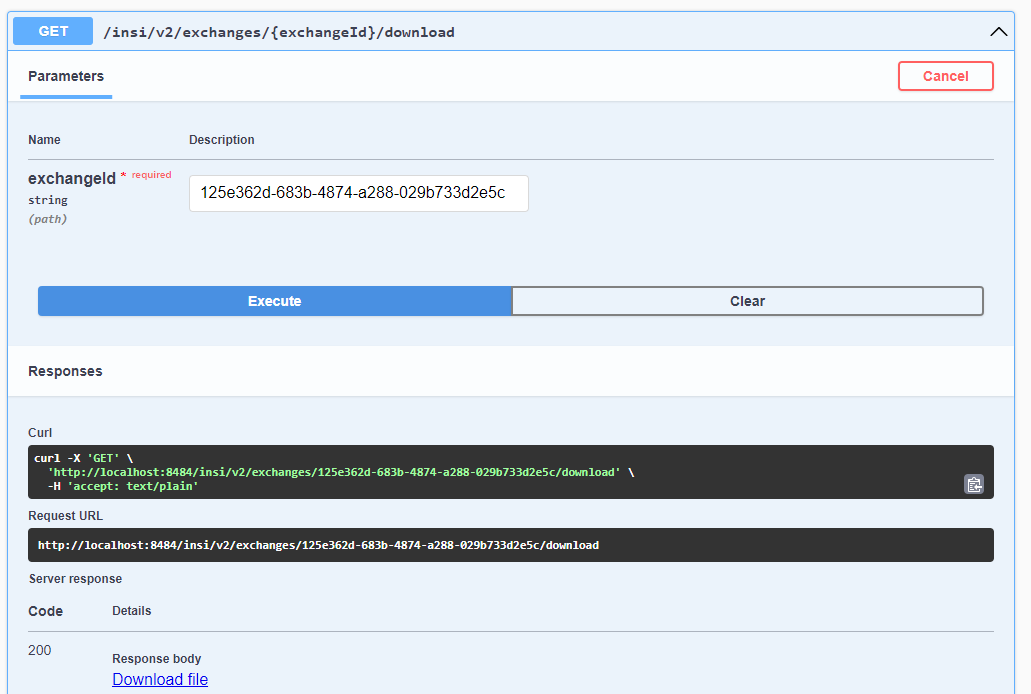 GET /insi/v2/exchanges/{exchangeId}/download
Parameters
Cancel
Name Description
exchangeId * required
string
(path)
125e362d-683b-4874-a288-029b733d2e5c
Execute
Clear
Responses
Curl
curl -X 'GET' \
'http://localhost:8484/insi/v2/exchanges/125e362d-683b-4874-a288-029b733d2e5c/download' \
-H 'accept: text/plain'
Request URL
http://localhost:8484/insi/v2/exchanges/125e362d-683b-4874-a288-029b733d2e5c/download
Server response
Code Details
200
Response body
Download file